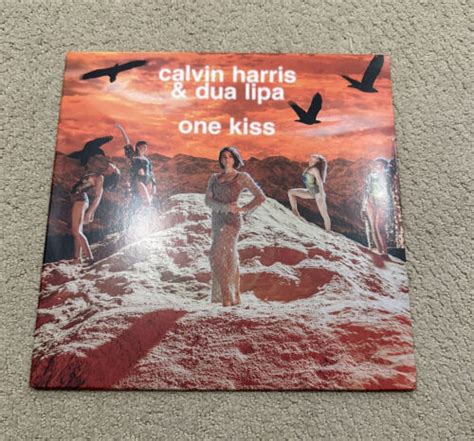 calvin harris
& dua lipa
one kiss